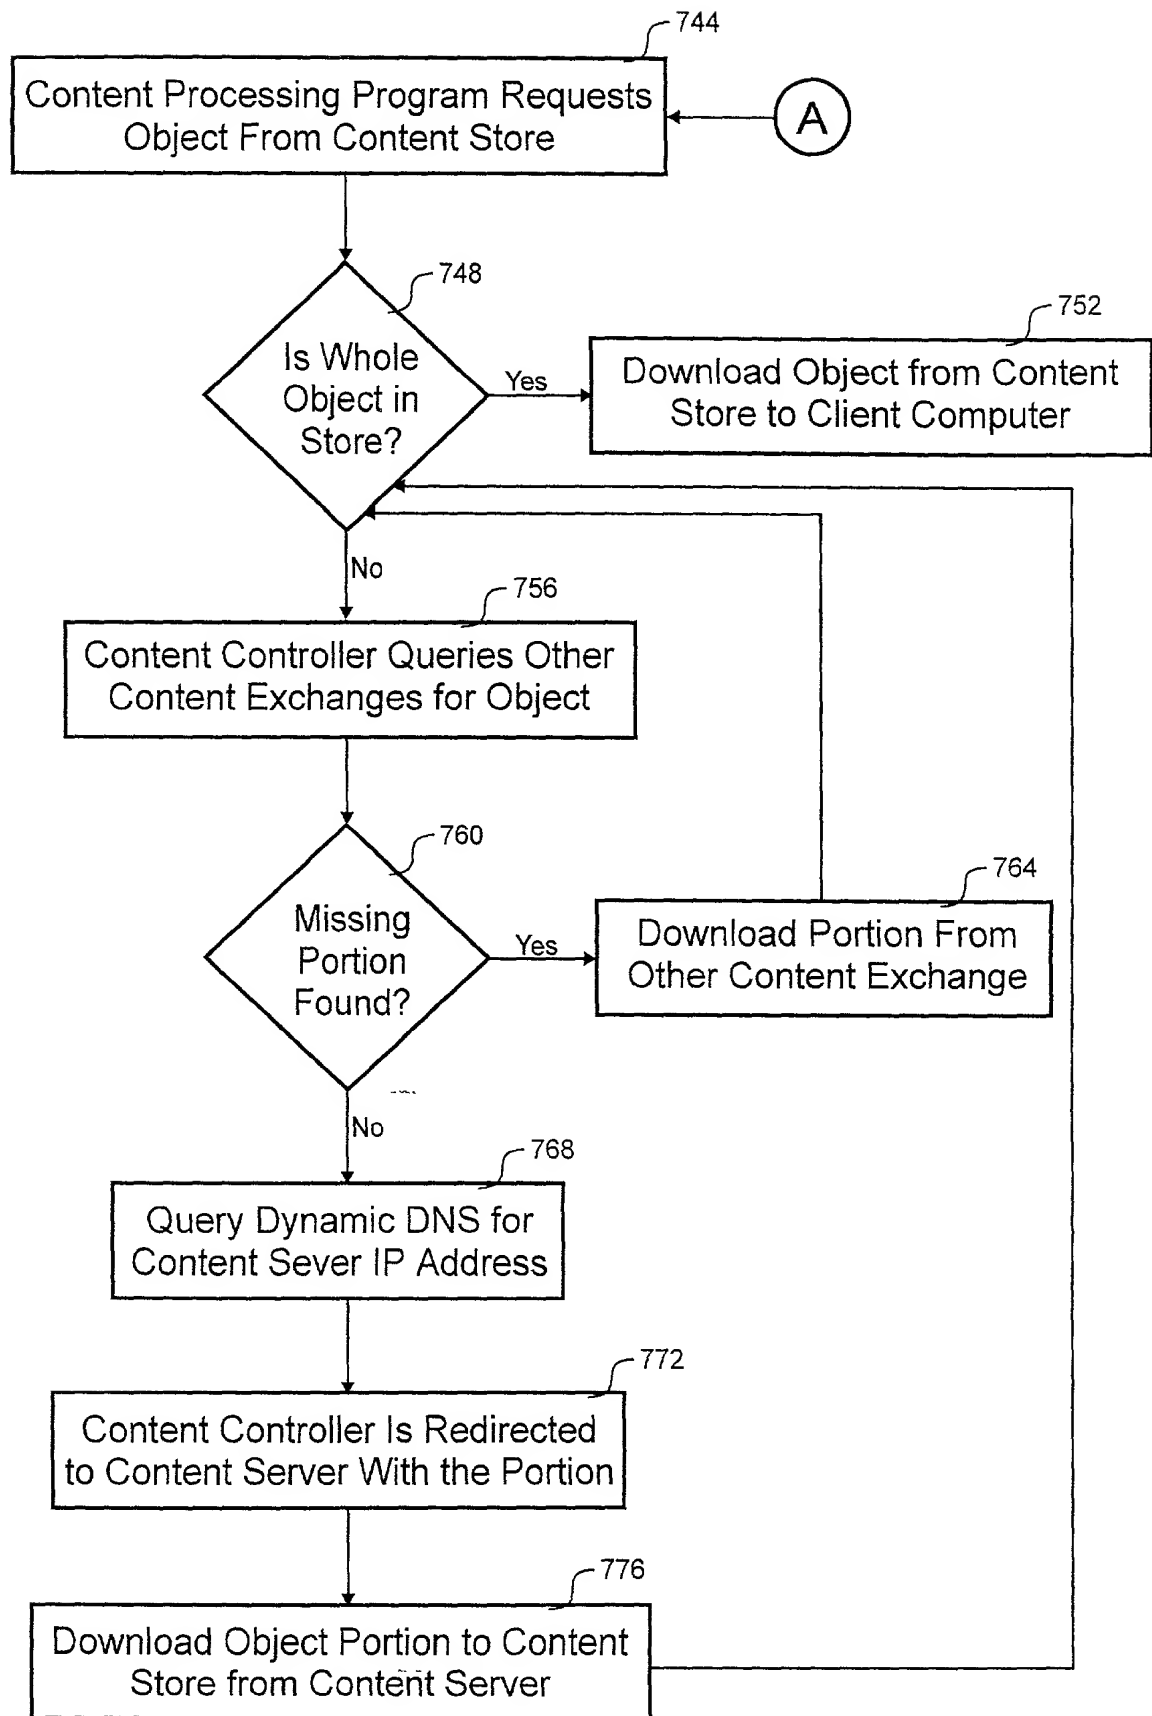 744
Content Processing Program Requests
Object From Content Store
A
748
Is Whole
Object in
Store?
Yes
752
Download Object from Content
Store to Client Computer
No
756
Content Controller Queries Other
Content Exchanges for Object
760
Missing
Portion
Found?
Yes
764
Download Portion From
Other Content Exchange
No
768
Query Dynamic DNS for
Content Sever IP Address
772
Content Controller Is Redirected
to Content Server With the Portion
776
Download Object Portion to Content
Store from Content Server